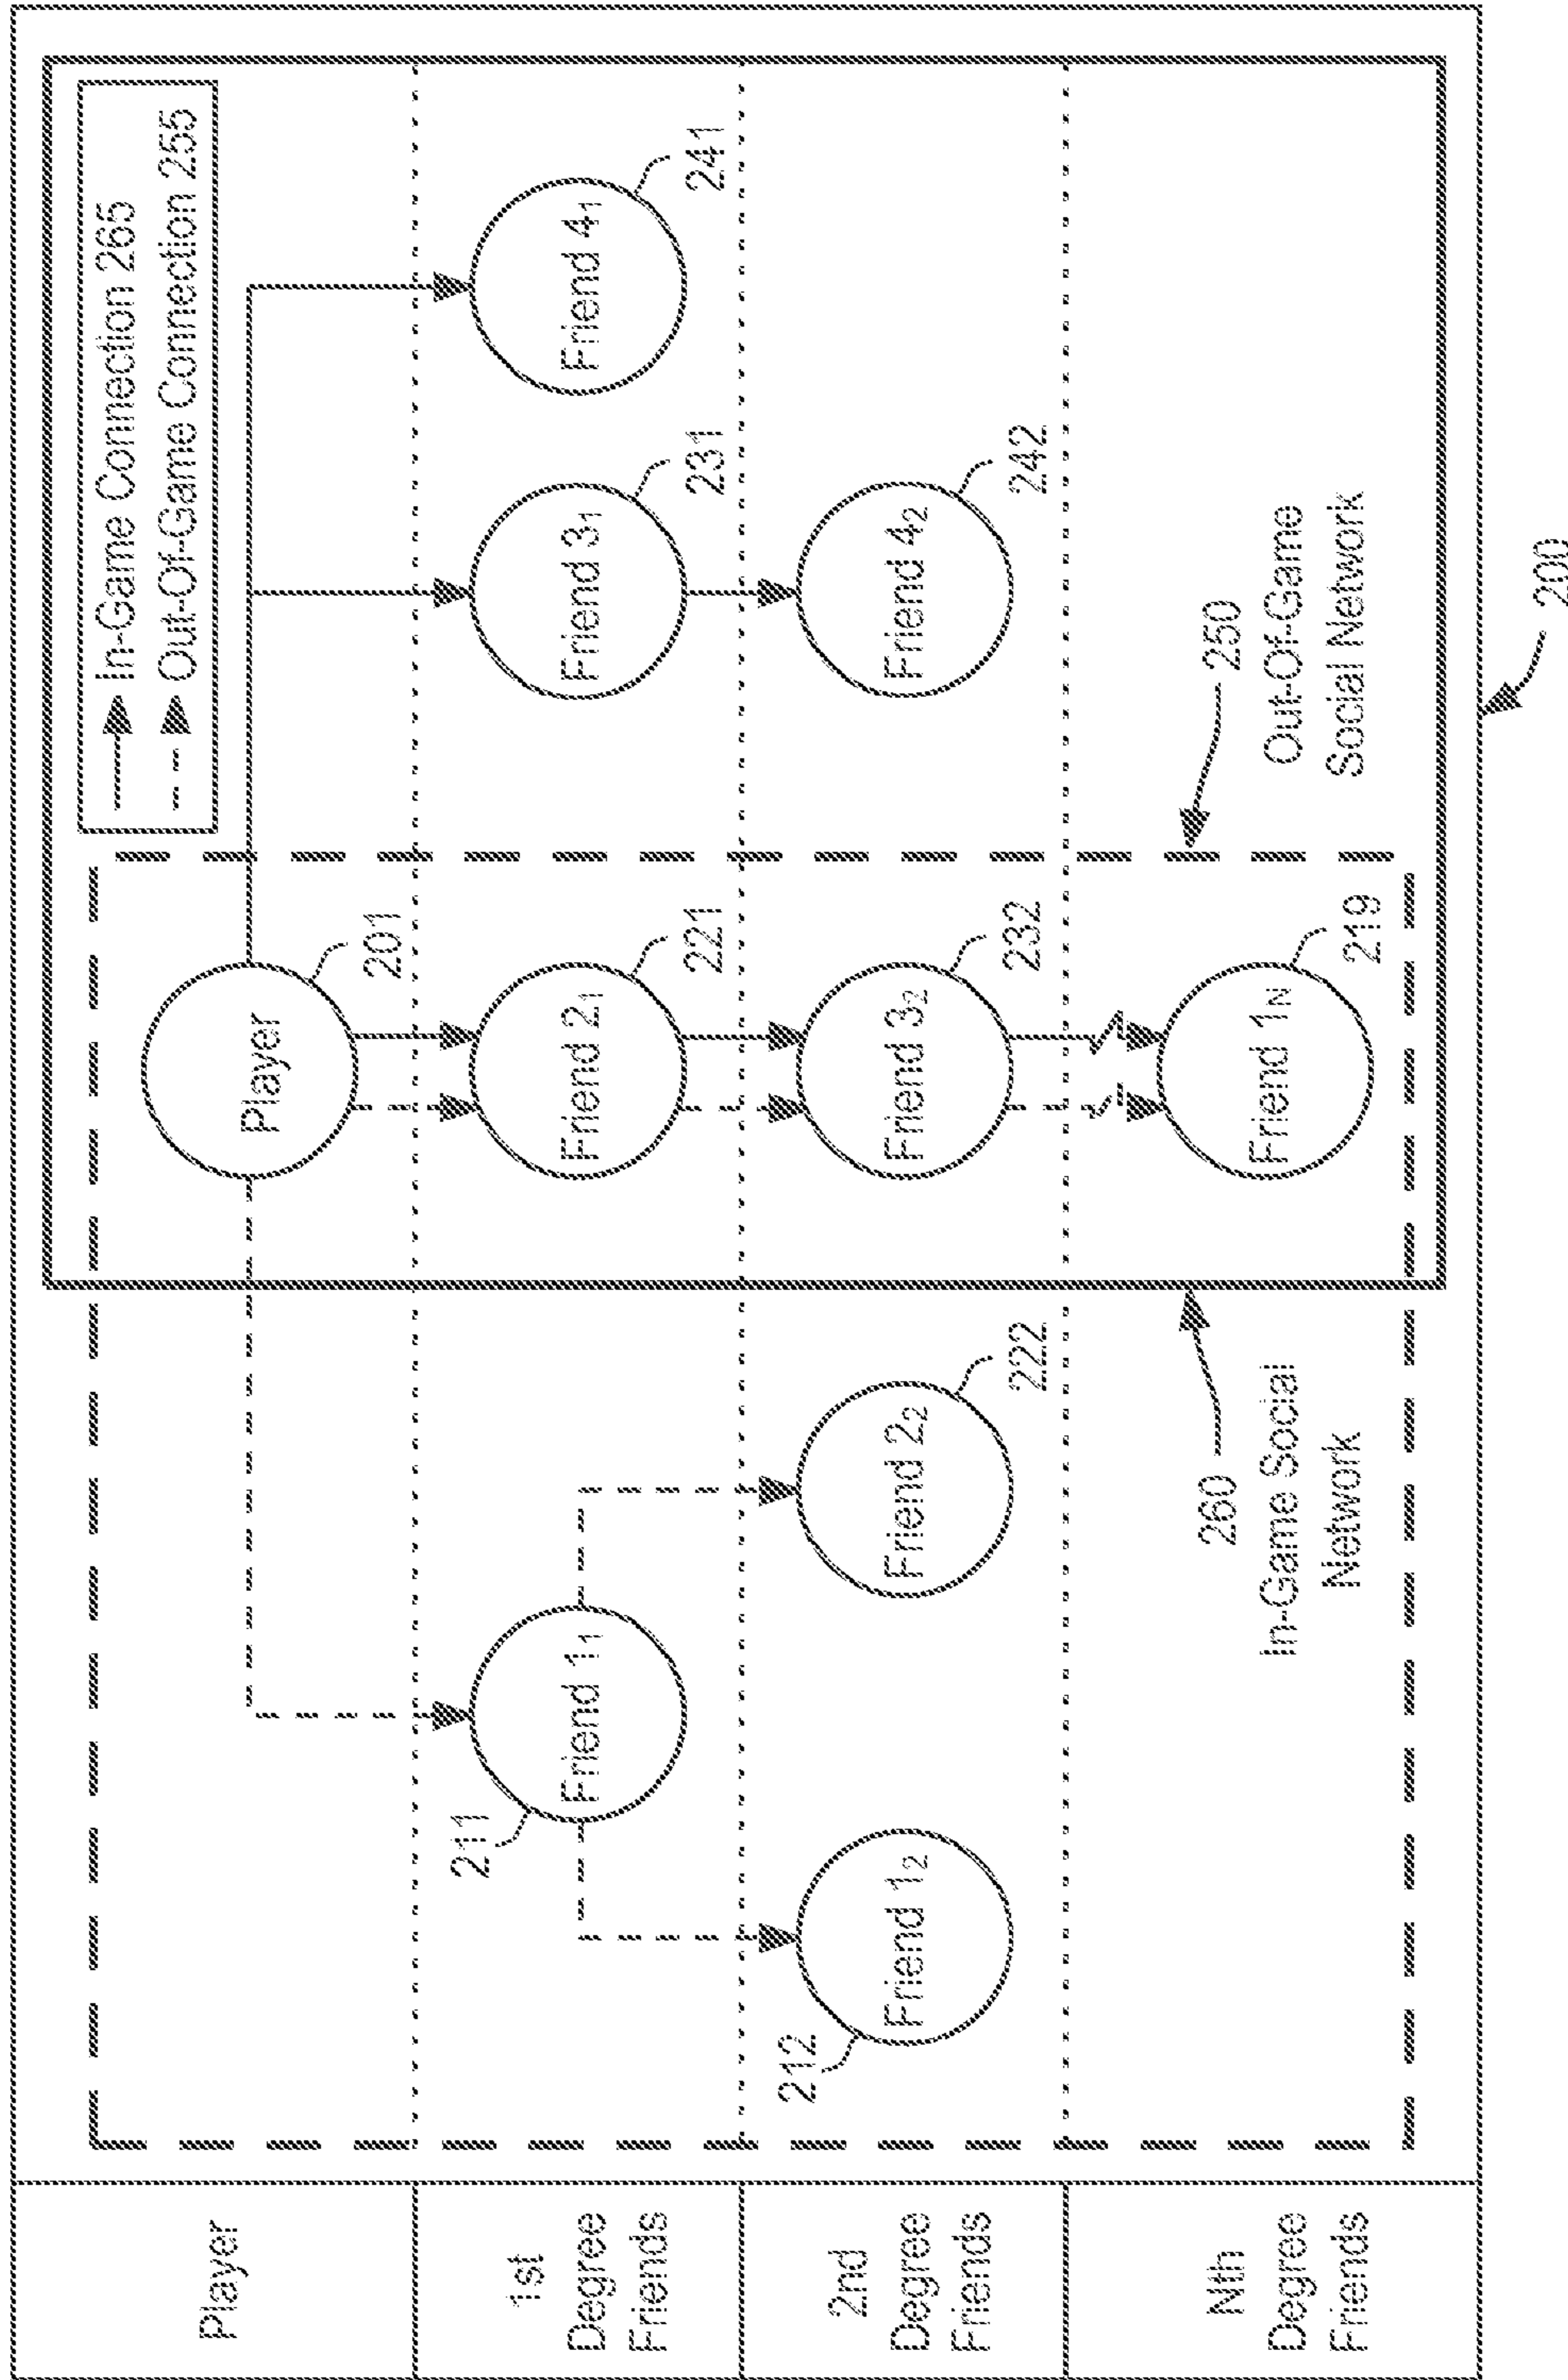 In-Game Connection 265
Out-Of-Game Connection 255
Player
Player
201
1st
Degree
Friends
211
Friend 1₁
Friend 2₁
221
Friend 3₁
231
Friend 4₁
241
2nd
Degree
Friends
212
Friend 1₂
Friend 2₂
222
Friend 3₂
232
Friend 4₂
242
Nth
Degree
Friends
260
In-Game Social
Network
Friend 1N
219
250
Out-Of-Game
Social Network
200